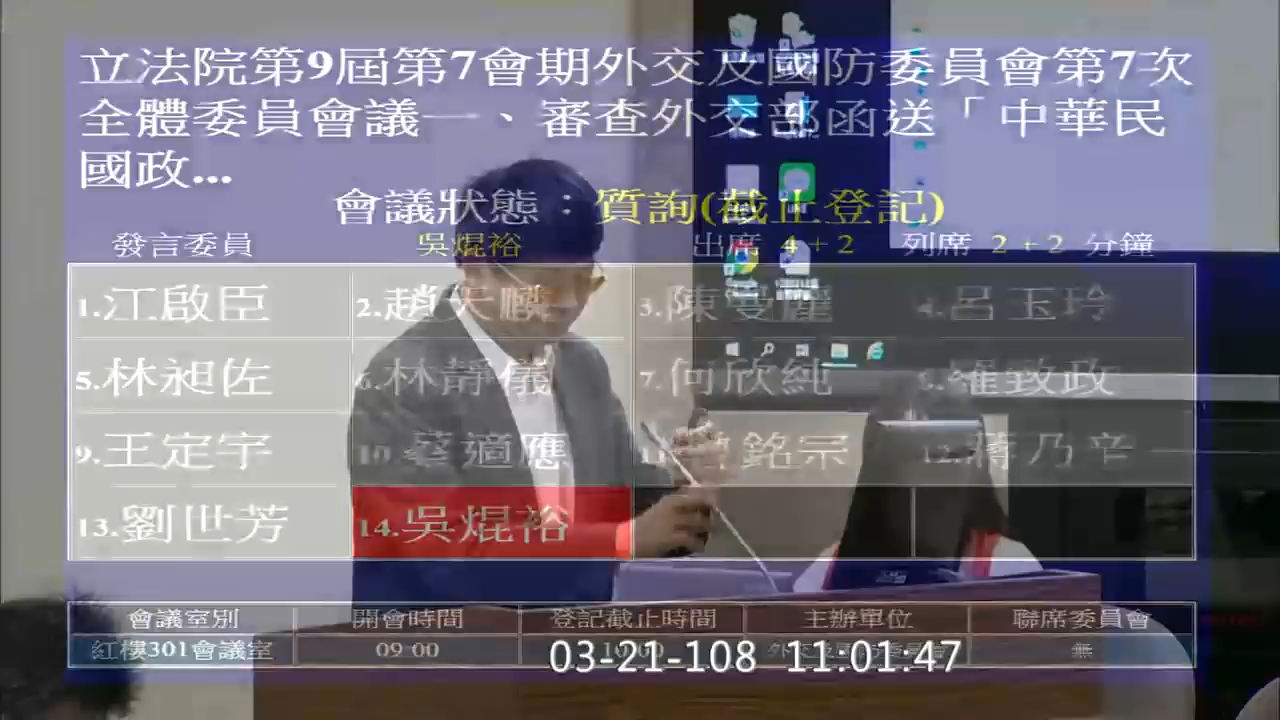 立法院第9屆第7會期外交及國防委員會第7次
全體委員會議一、審查外交部函送「中華民
國政...
會議狀態：質詢(截止登記)
發言委員 吳焜裕 出席 4 + 2 列席 2 + 2 分鐘
1.江啟臣 2.趙天麟 3.陳曼麗 4.呂玉玲
5.林昶佐 6.林靜儀 7.何欣純 8.羅致政
9.王定宇 10.蔡適應 11.曾銘宗 12.蔣乃辛
13.劉世芳 14.吳焜裕
會議室別 開會時間 登記截止時間 主辦單位 聯席委員會
紅樓301會議室 09:00 無
03-21-108 11:01:47